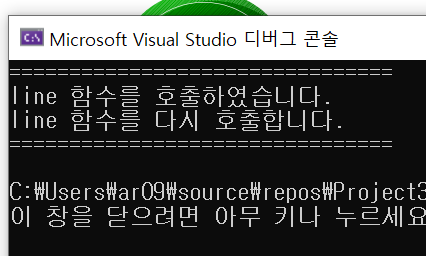 Microsoft Visual Studio 디버그 콘솔
================================
line 함수를 호출하였습니다.
line 함수를 다시 호출합니다.
================================
C:₩Users₩ar09₩source₩repos₩Project3
이 창을 닫으려면 아무 키나 누르세요